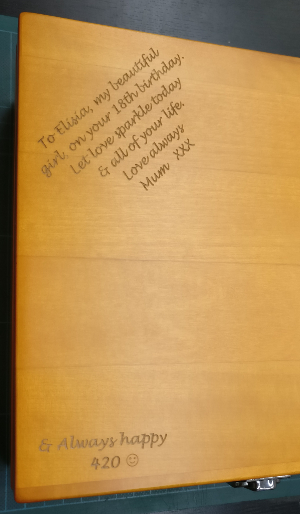 To Elisia, my beautiful
girl, on your 18th birthday.
Let love sparkle today
& all of your life.
Love always
Mum XXX
& Always happy
420 ☺